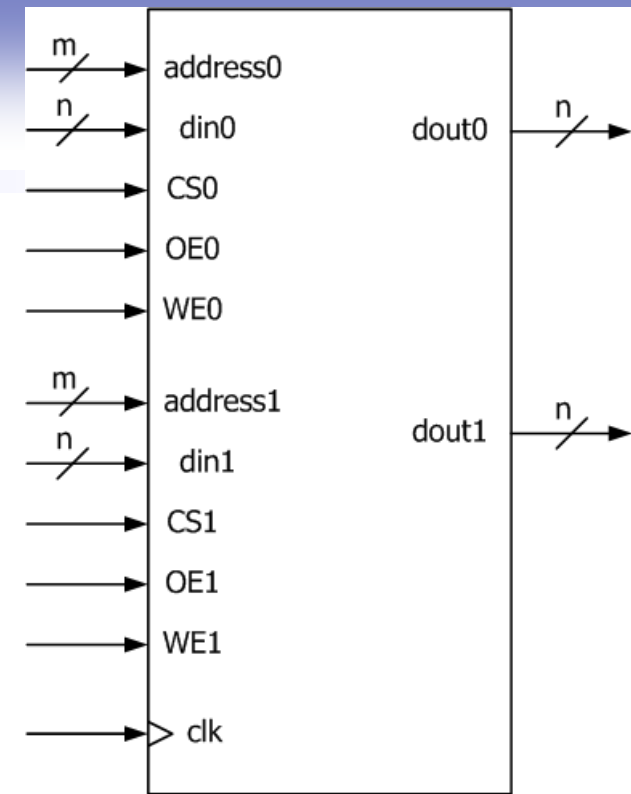 m
address0
n
din0
dout0
n
CS0
OE0
WE0
m
address1
n
din1
dout1
n
CS1
OE1
WE1
clk